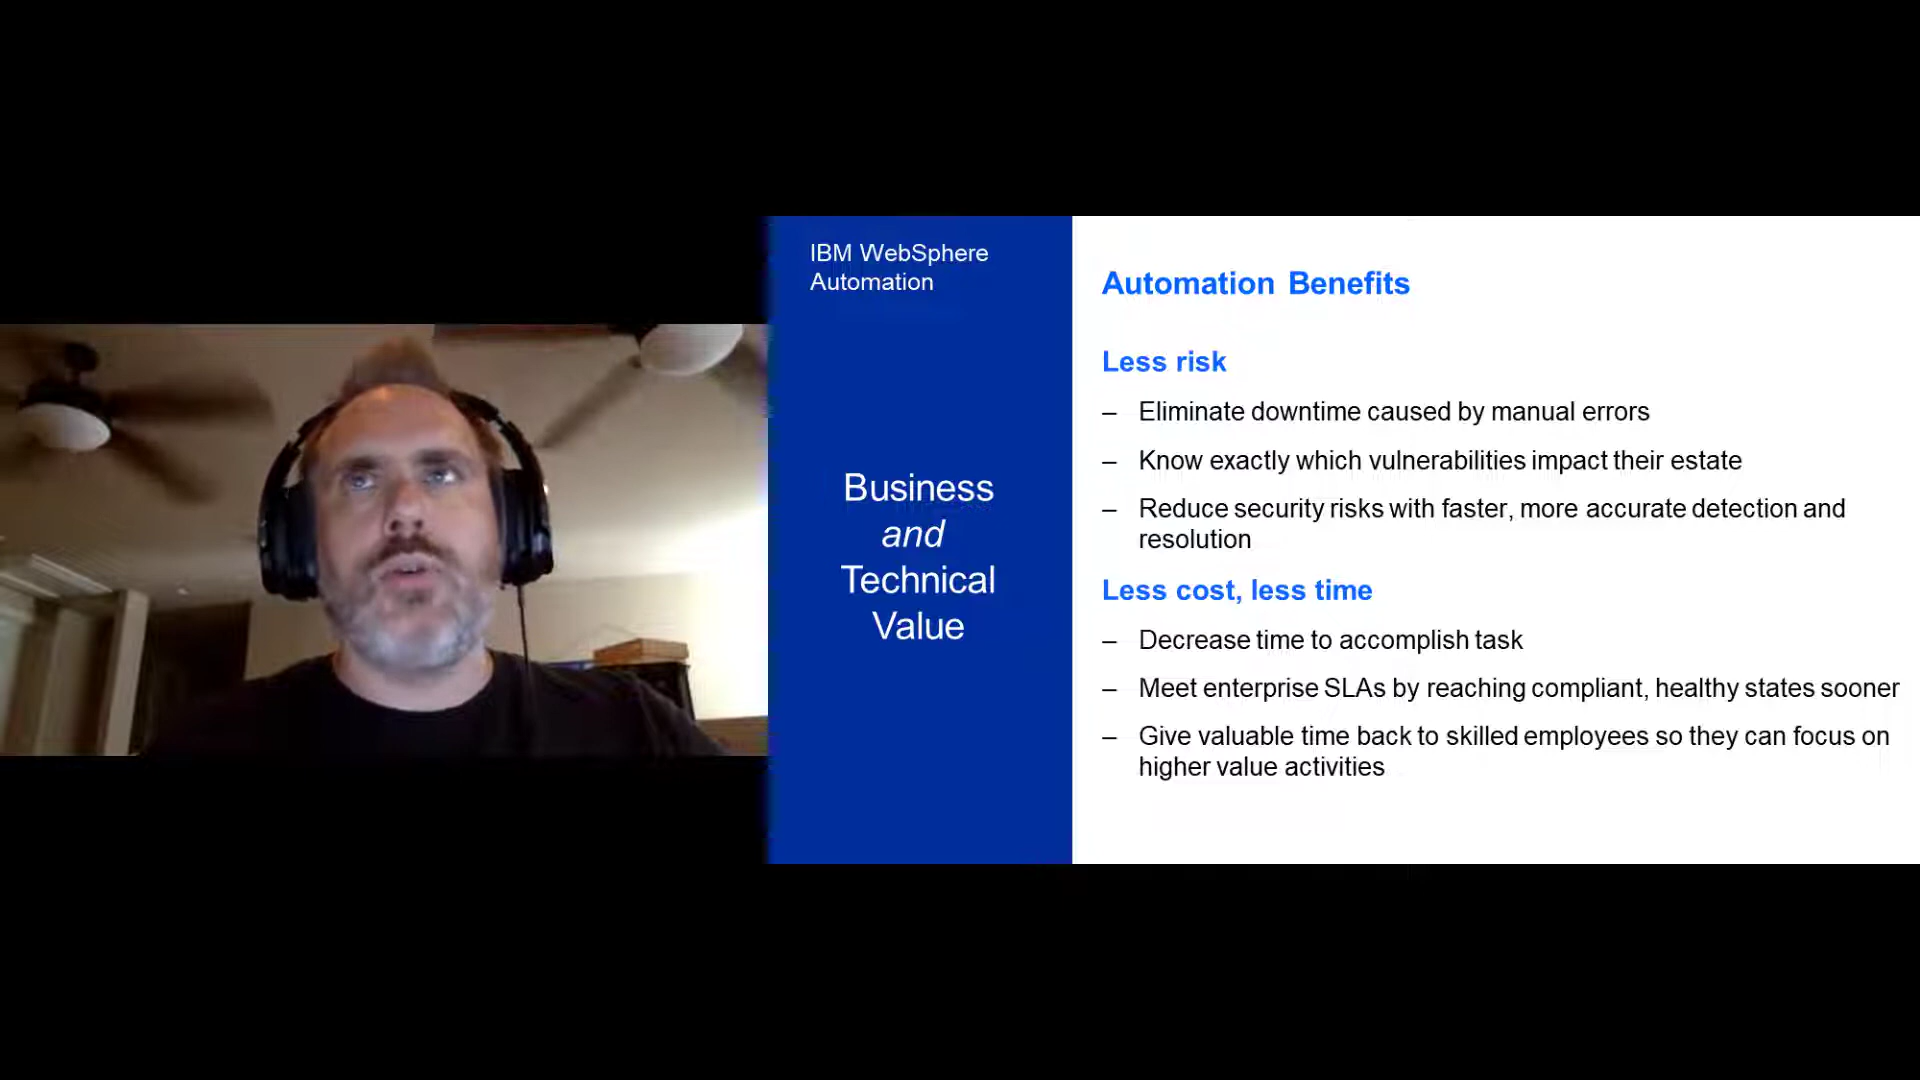 IBM WebSphere
Automation
Business
and
Technical
Value
Automation Benefits
Less risk
– Eliminate downtime caused by manual errors
– Know exactly which vulnerabilities impact their estate
– Reduce security risks with faster, more accurate detection and
resolution
Less cost, less time
– Decrease time to accomplish task
– Meet enterprise SLAs by reaching compliant, healthy states sooner
– Give valuable time back to skilled employees so they can focus on
higher value activities